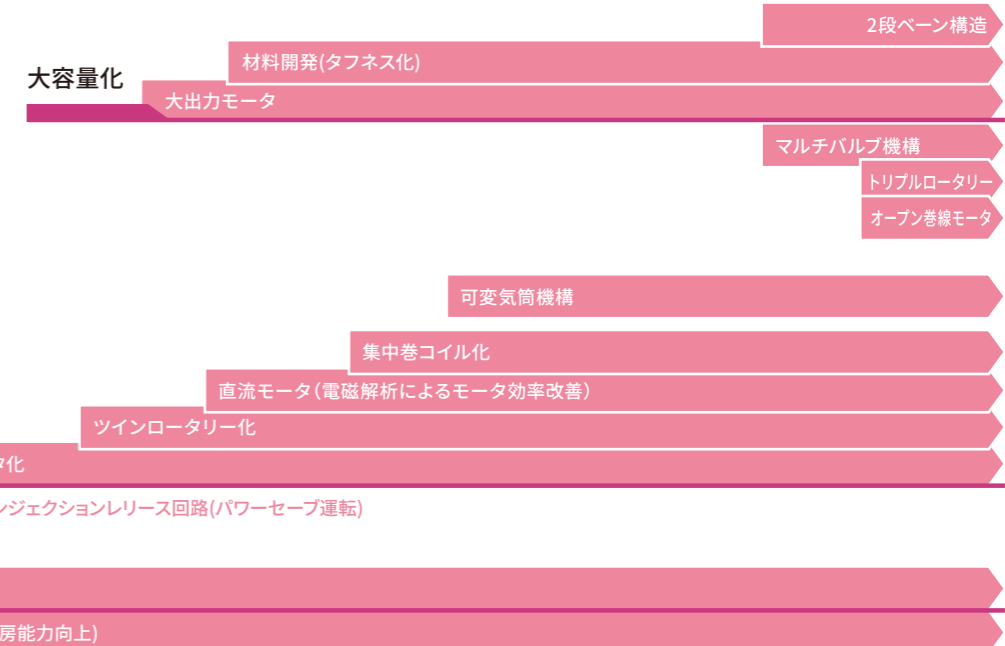 2段ベーン構造
材料開発(タフネス化)
大容量化
大出力モータ
マルチバルブ機構
トリプルロータリー
オープン巻線モータ
可変気筒機構
集中巻コイル化
直流モータ(電磁解析によるモータ効率改善)
ツインロータリー化
タ化
ンジェクションレリース回路(パワーセーブ運転)
房能力向上)